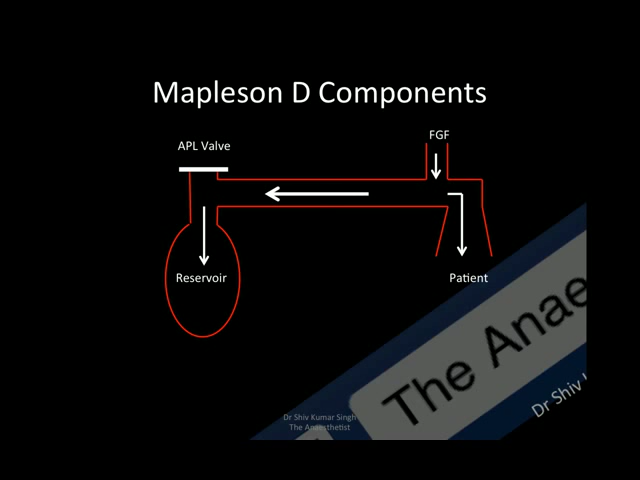 Mapleson D Components
FGF
APL Valve
Reservoir
Patient
The Anae
Dr Shiv
Dr Shiv Kumar Singh
The Anaesthetist